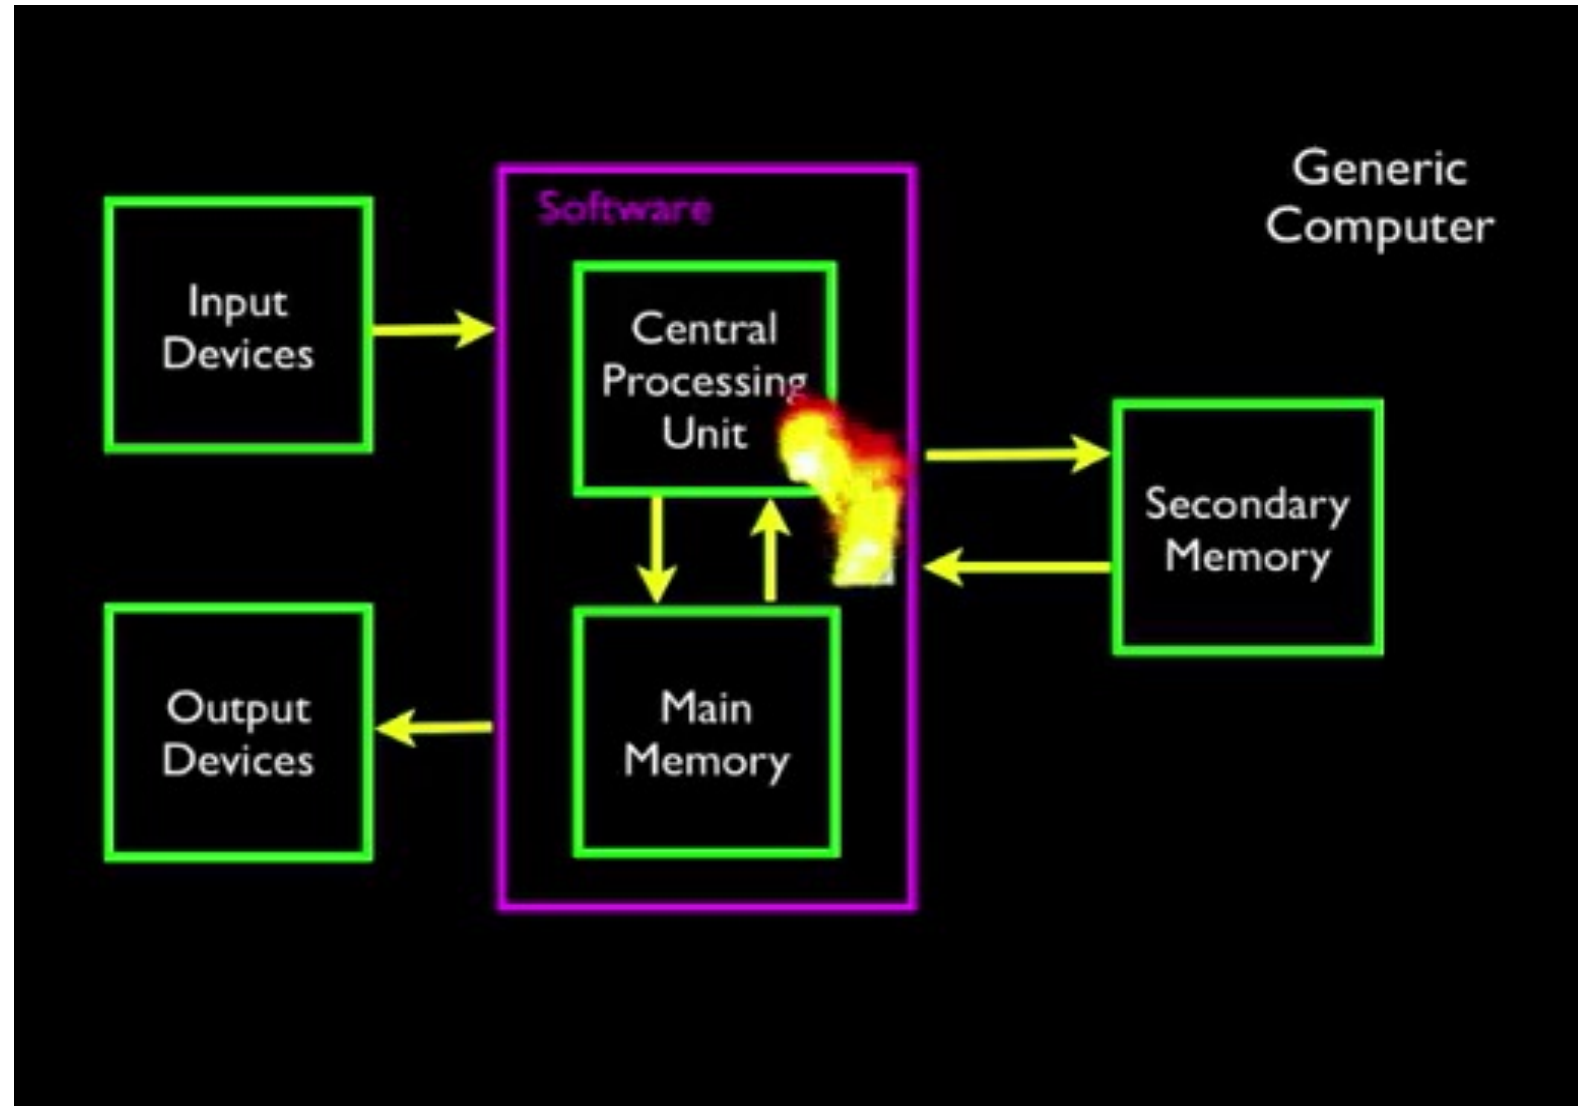 Generic
Computer
Software
Input
Devices
Central
Processing
Unit
Secondary
Memory
Output
Devices
Main
Memory